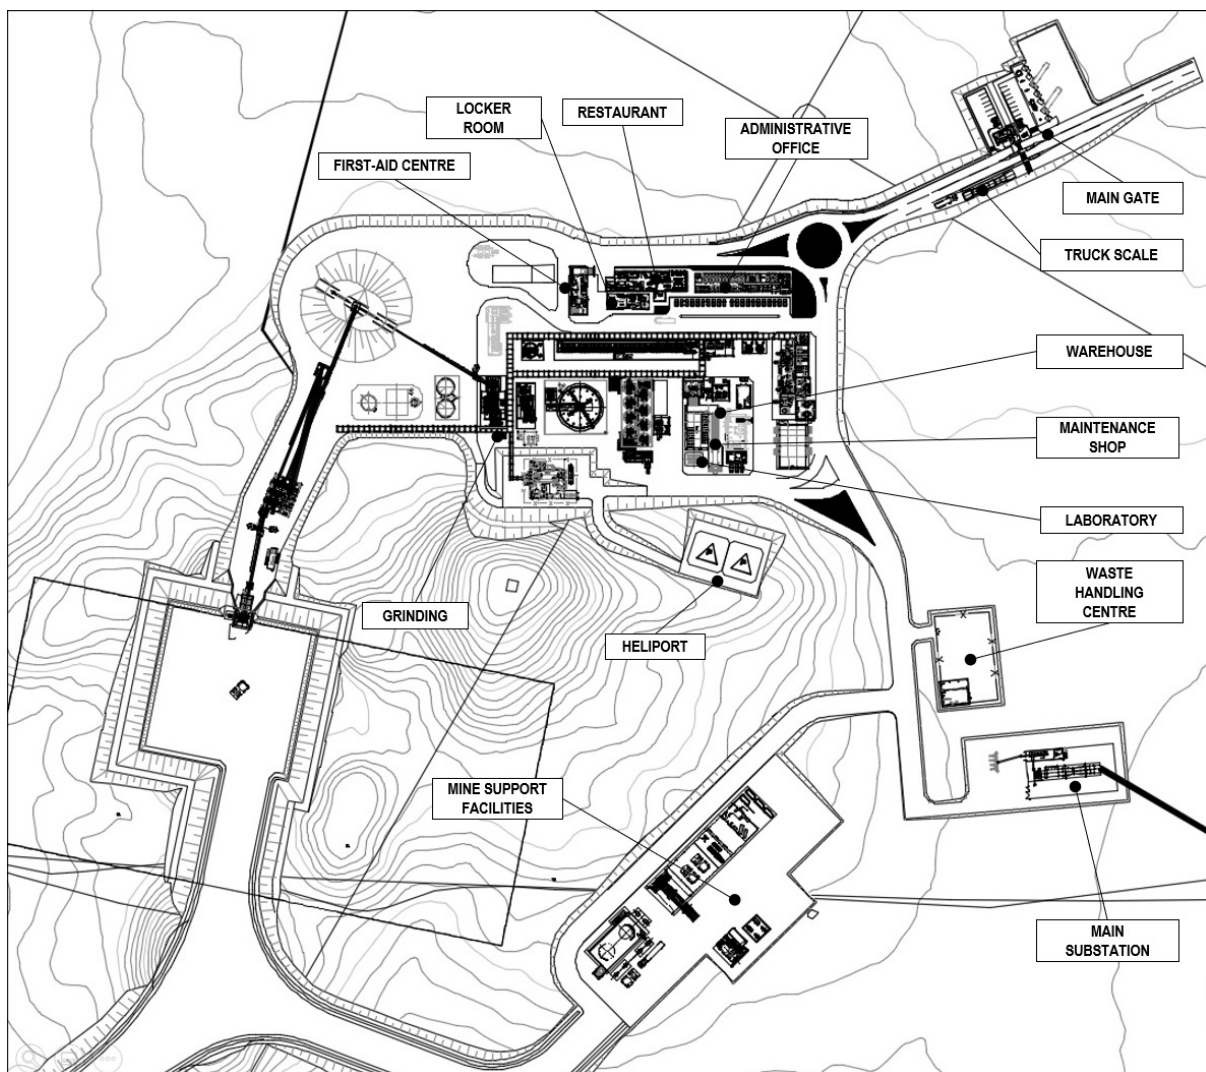 LOCKER
ROOM
RESTAURANT
ADMINISTRATIVE
OFFICE
FIRST-AID CENTRE
MAIN GATE
TRUCK SCALE
WAREHOUSE
MAINTENANCE
SHOP
LABORATORY
WASTE
HANDLING
CENTRE
GRINDING
HELIPORT
MINE SUPPORT
FACILITIES
MAIN
SUBSTATION